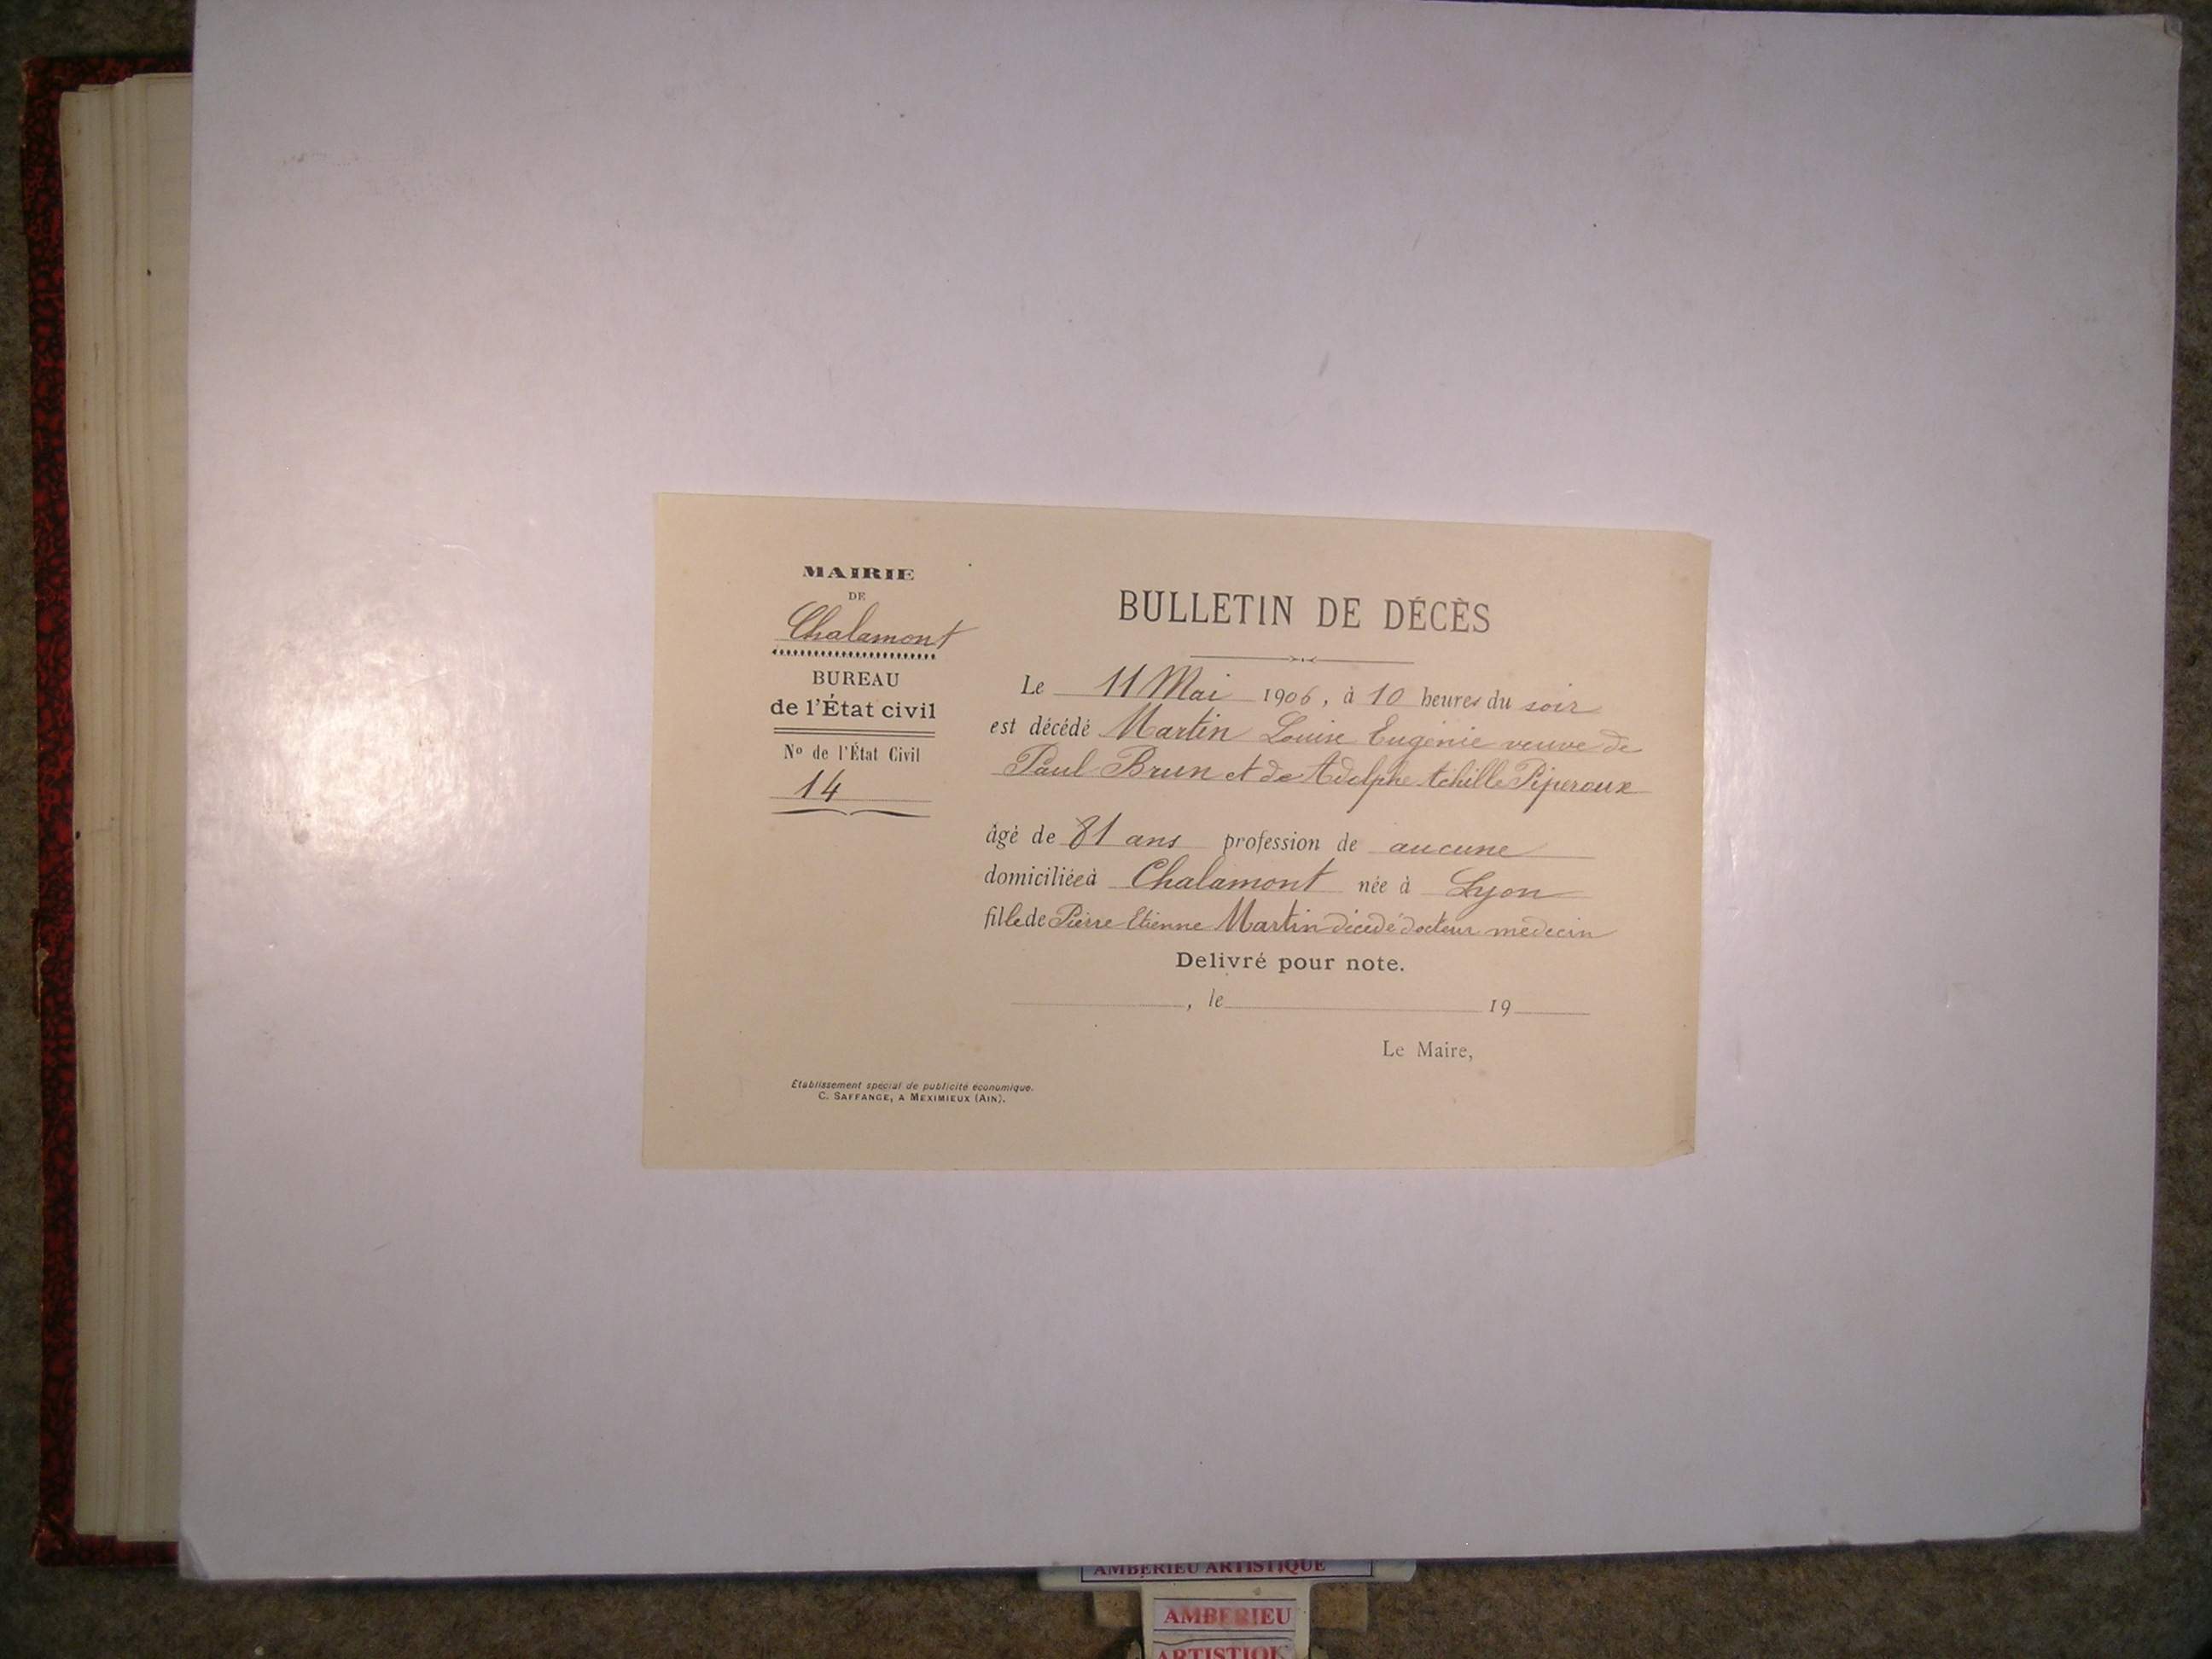 MAIRIE
DE
Chalamont
BUREAU
de l'État civil
No de l'État Civil
14
BULLETIN DE DÉCÈS
Le 11 Mai 1906, à 10 heures du soir
est décédé Martin Louise Eugénie veuve de
Paul Brun et de Adolphe Achille Piperoux
âgé de 81 ans profession de aucune
domiciliée à Chalamont née à Lyon
fille de Pierre Etienne Martin décédé docteur médecin
Delivré pour note.
, le 19
Le Maire,
Etablissement spécial de publicité économique.
C. SAFFANGE, A MEXIMIEUX (AIN).
AMBERIEU ARTISTIQUE
AMBERIEU
ARTISTIQU